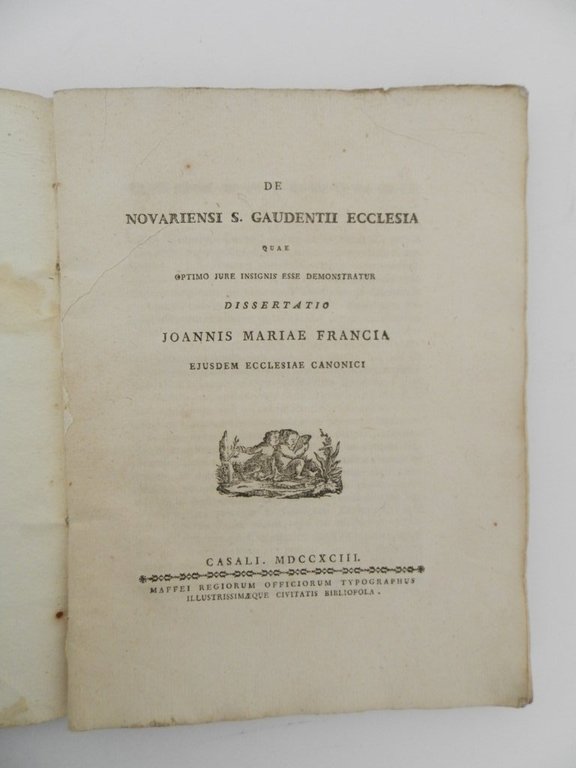 DE
NOVARIENSI S. GAUDENTII ECCLESIA
QUAE
OPTIMO JURE INSIGNIS ESSE DEMONSTRATUR
DISSERTATIO
JOANNIS MARIAE FRANCIA
EJUSDEM ECCLESIAE CANONICI
CASALI. MDCCXCIII.
MAFFEI REGIORUM OFFICIORUM TYPOGRAPHUS
ILLUSTRISSIMÆQUE CIVITATIS BIBLIOPOLA.